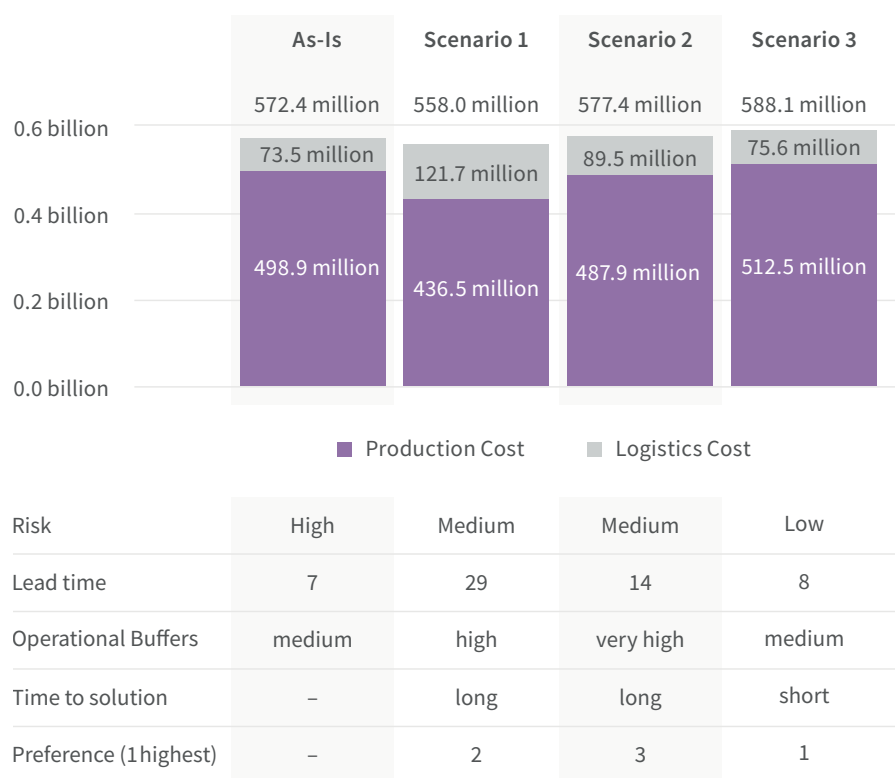 As-Is Scenario 1 Scenario 2 Scenario 3
572.4 million 558.0 million 577.4 million 588.1 million
0.6 billion
73.5 million 121.7 million 89.5 million 75.6 million
0.4 billion
498.9 million 436.5 million 487.9 million 512.5 million
0.2 billion
0.0 billion
Production Cost Logistics Cost
Risk High Medium Medium Low
Lead time 7 29 14 8
Operational Buffers medium high very high medium
Time to solution – long long short
Preference (1highest) – 2 3 1